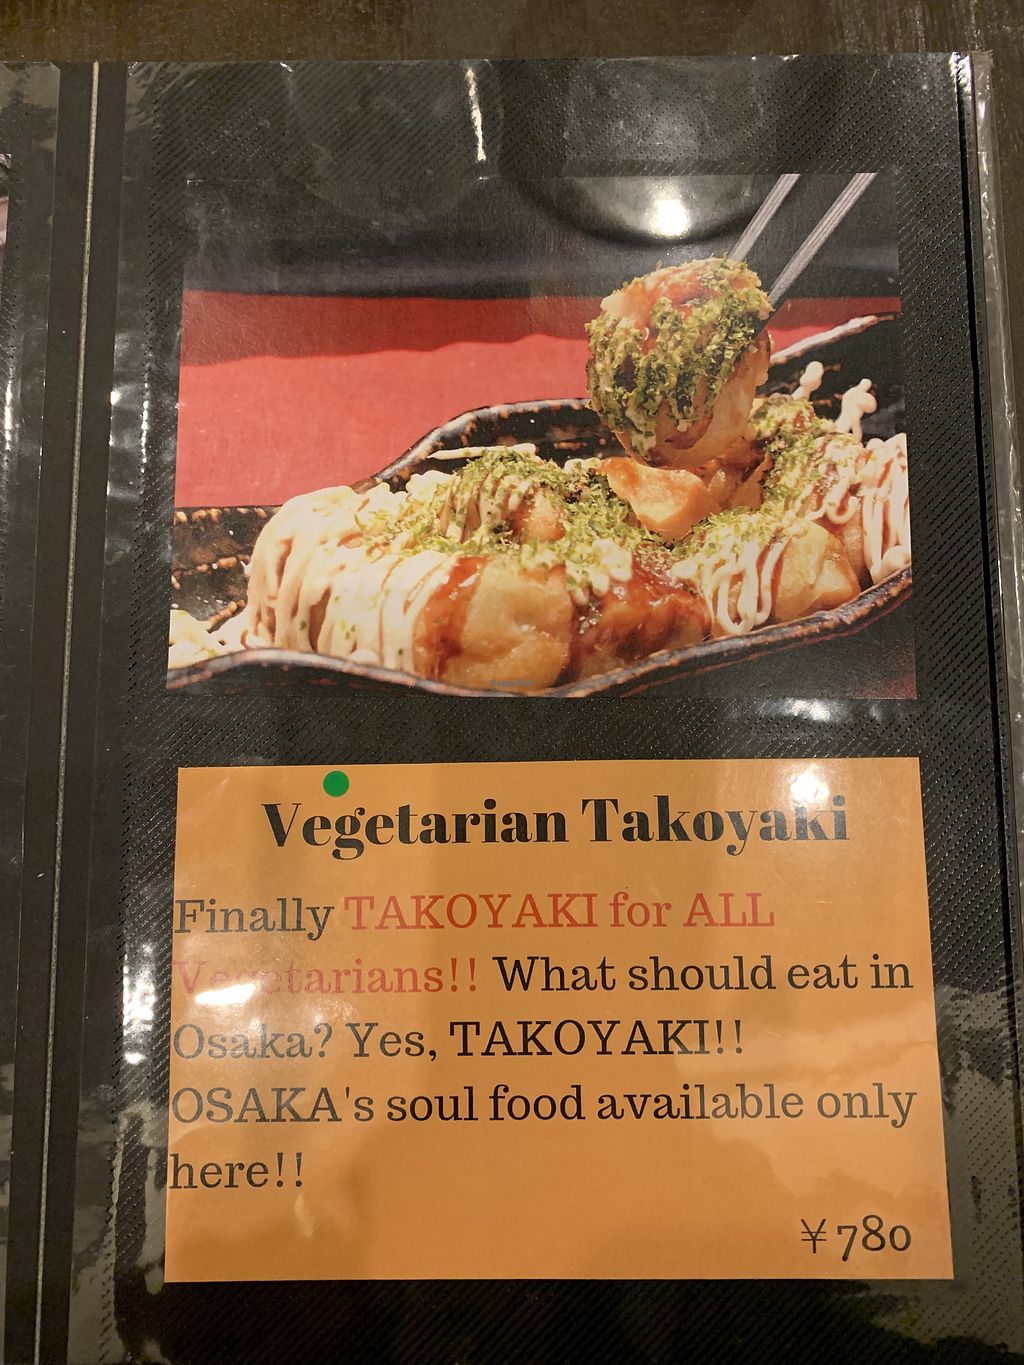 Vegetarian Takoyaki
Finally TAKOYAKI for ALL
Vegetarians!! What should eat in
Osaka? Yes, TAKOYAKI!!
OSAKA's soul food available only
here!!
¥780